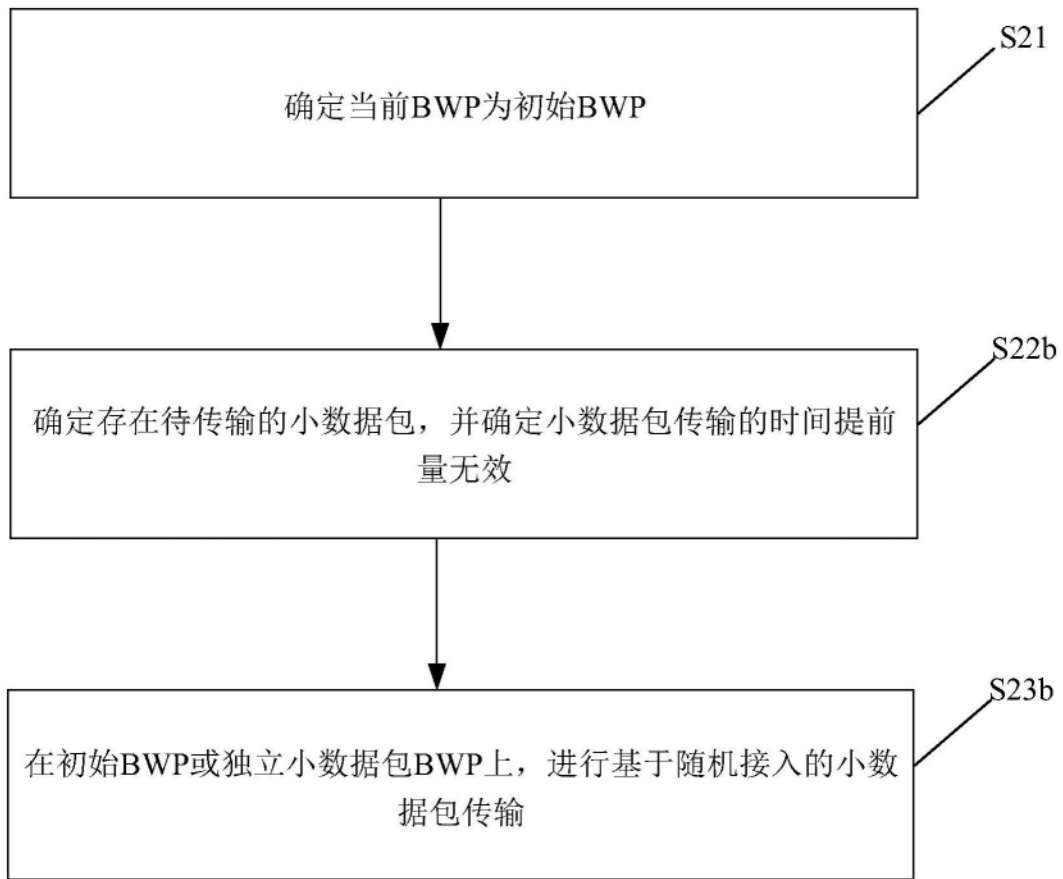 S21
确定当前BWP为初始BWP
S22b
确定存在待传输的小数据包，并确定小数据包传输的时间提前
量无效
S23b
在初始BWP或独立小数据包BWP上，进行基于随机接入的小数
据包传输